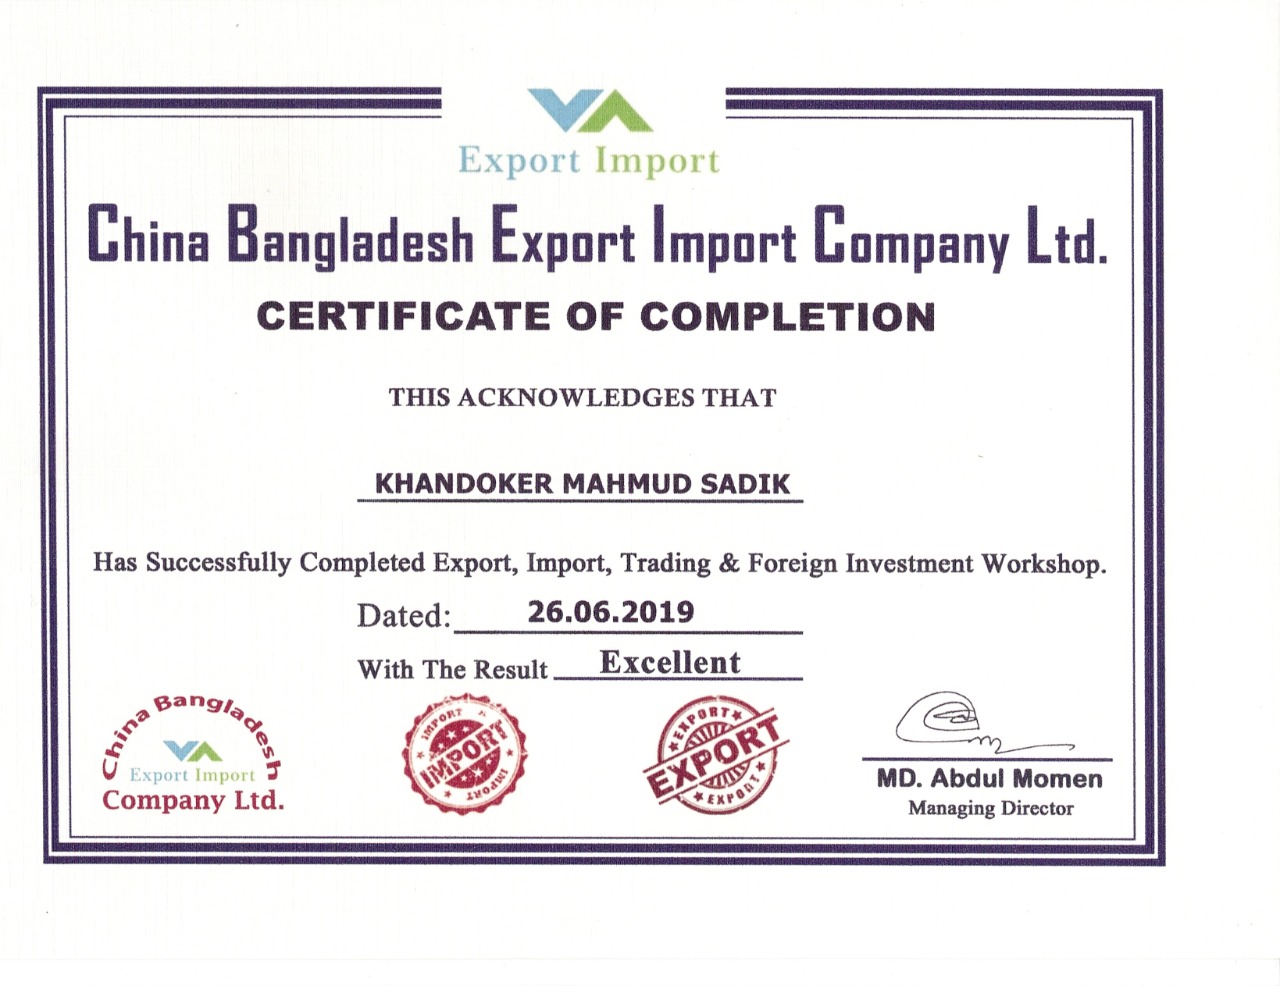 Export Import
China Bangladesh Export Import Company Ltd.
CERTIFICATE OF COMPLETION
THIS ACKNOWLEDGES THAT
KHANDOKER MAHMUD SADIK
Has Successfully Completed Export, Import, Trading & Foreign Investment Workshop.
Dated: 26.06.2019
With The Result Excellent
China Bangladesh
Export Import
Company Ltd.
IMPORT
IMPORT
IMPORT
EXPORT
EXPORT
EXPORT
MD. Abdul Momen
Managing Director